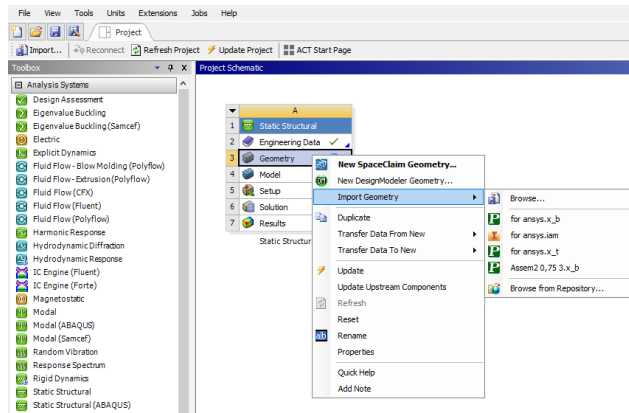 File View Tools Units Extensions Jobs Help
Project
Import... Reconnect Refresh Project Update Project ACT Start Page
Toolbox
Project Schematic
Analysis Systems
Design Assessment
Eigenvalue Buckling
Eigenvalue Buckling (Samcef)
Electric
Explicit Dynamics
Fluid Flow - Blow Molding (Polyflow)
Fluid Flow - Extrusion (Polyflow)
Fluid Flow (CFX)
Fluid Flow (Fluent)
Fluid Flow (Polyflow)
Harmonic Response
Hydrodynamic Diffraction
Hydrodynamic Response
IC Engine (Fluent)
IC Engine (Forte)
Magnetostatic
Modal
Modal (ABAQUS)
Modal (Samcef)
Random Vibration
Response Spectrum
Rigid Dynamics
Static Structural
Static Structural (ABAQUS)
A
1 Static Structural
2 Engineering Data
3 Geometry
4 Model
5 Setup
6 Solution
7 Results
Static Structur
New SpaceClaim Geometry...
New DesignModeler Geometry...
Import Geometry
Duplicate
Transfer Data From New
Transfer Data To New
Update
Update Upstream Components
Refresh
Reset
Rename
Properties
Quick Help
Add Note
Browse...
for ansys.x_b
for ansys.iam
for ansys.x_t
Assem2 0,75 3.x_b
Browse from Repository...